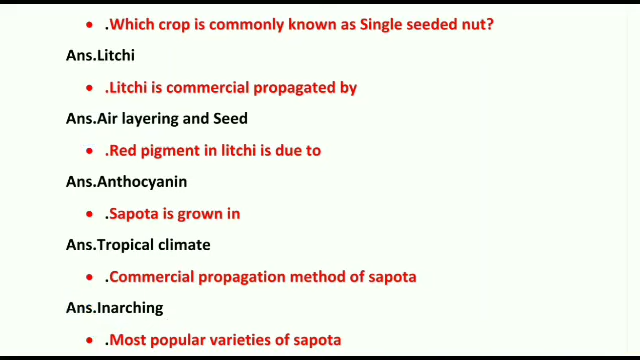 • .Which crop is commonly known as Single seeded nut?
Ans.Litchi
• .Litchi is commercial propagated by
Ans.Air layering and Seed
• .Red pigment in litchi is due to
Ans.Anthocyanin
• .Sapota is grown in
Ans.Tropical climate
• .Commercial propagation method of sapota
Ans.Inarching
• .Most popular varieties of sapota